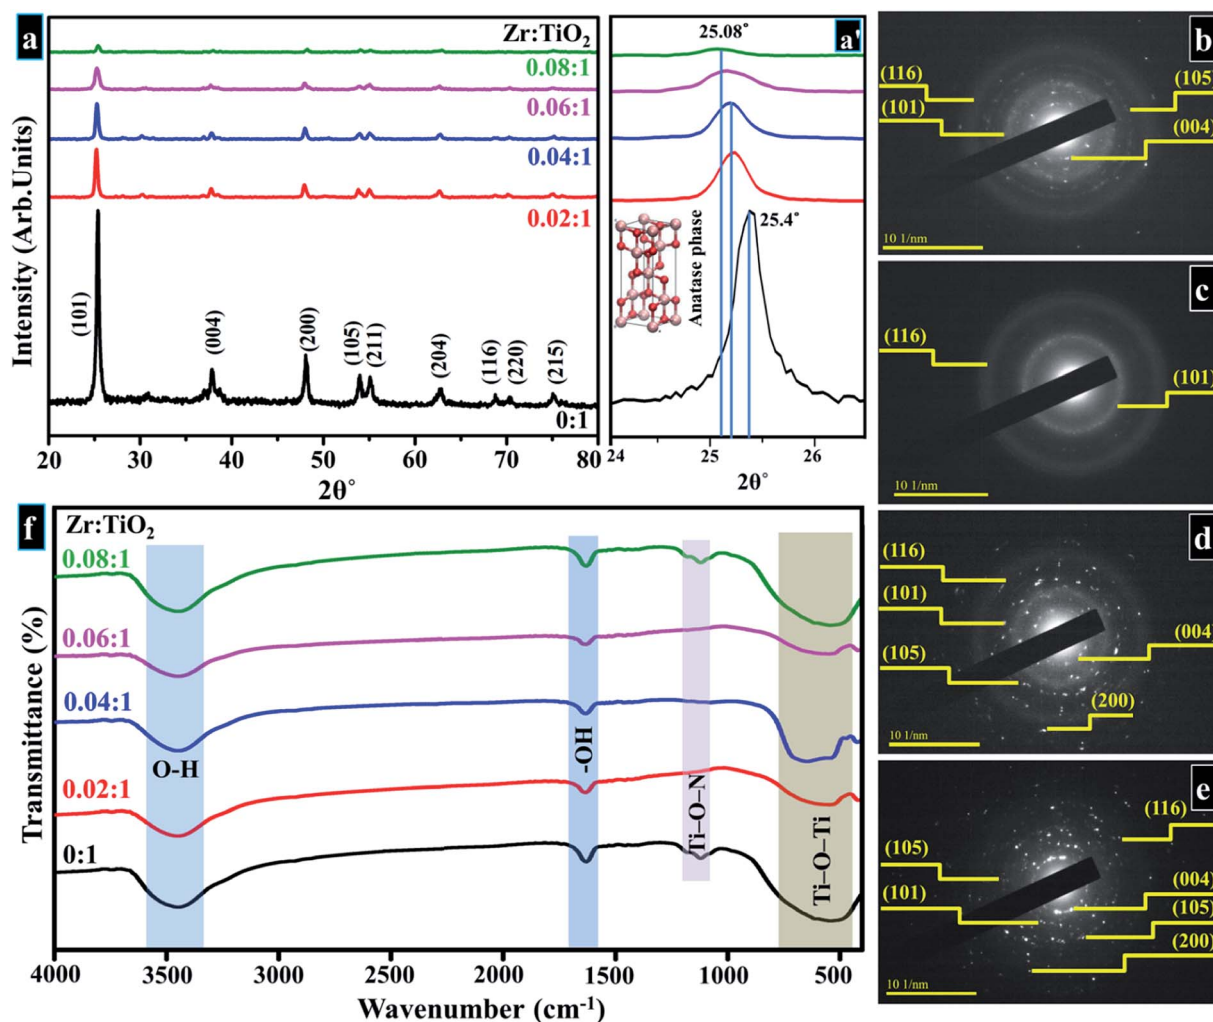 a
Zr:TiO2
0.08:1
0.06:1
0.04:1
0.02:1
0:1
(101)
(004)
(200)
(105)
(211)
(204)
(116)
(220)
(215)
Intensity (Arb.Units)
20 30 40 50 60 70 80
2θ°
a'
25.08°
25.4°
Anatase phase
24 25 26
2θ°
b
(116)
(101)
(105)
(004)
10 1/nm
c
(116)
(101)
10 1/nm
d
(116)
(101)
(105)
(004)
(200)
10 1/nm
e
(105)
(101)
(116)
(004)
(105)
(200)
10 1/nm
f
Zr:TiO2
0.08:1
0.06:1
0.04:1
0.02:1
0:1
O-H
-OH
Ti–O–N
Ti–O–Ti
Transmittance (%)
4000 3500 3000 2500 2000 1500 1000 500
Wavenumber (cm-1)